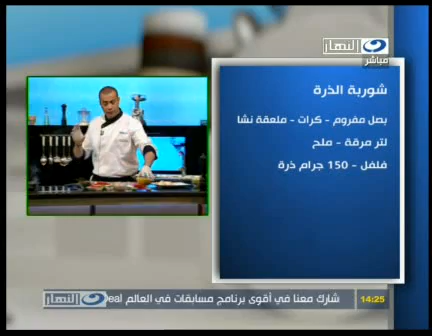 النهار
مباشر
شوربة الذرة
بصل مفروم - كرات - ملعقة نشا
لتر مرقة - ملح
فلفل - 150 جرام ذرة
النهار شارك معنا في أقوى برنامج مسابقات في العالم Deal 14:25